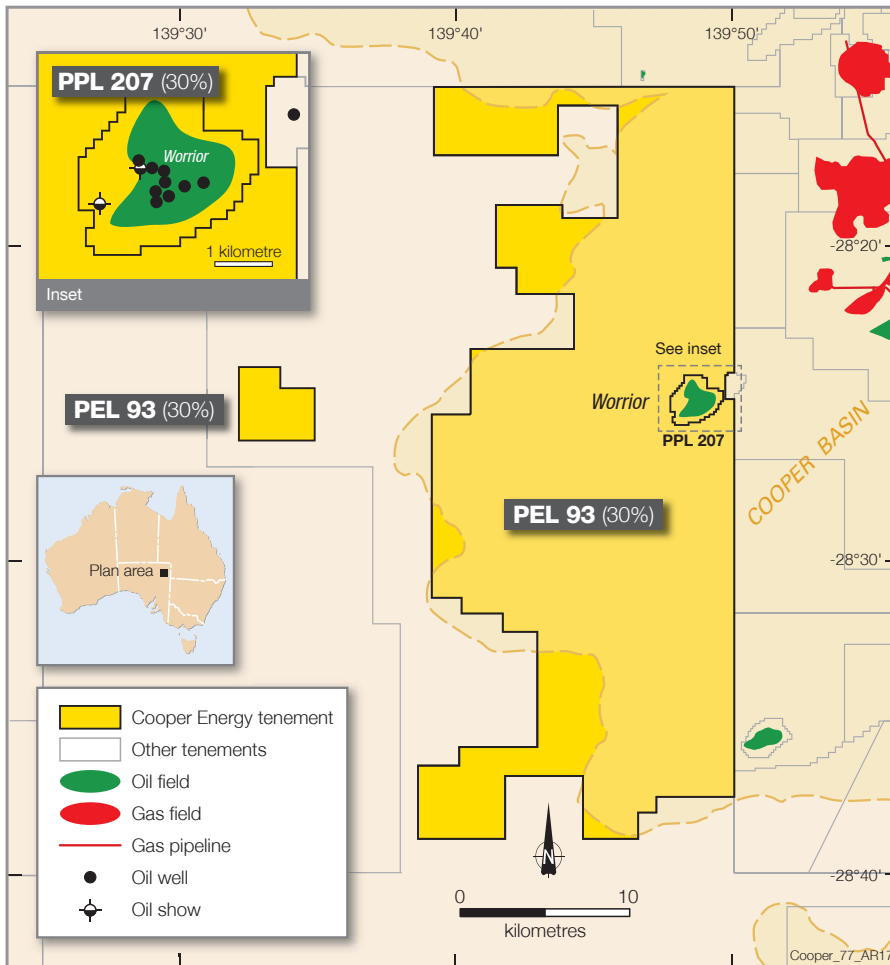 139°30'
139°40'
139°50'
PPL 207 (30%)
Worrior
1 kilometre
Inset
-28°20'
See inset
Worrior
PPL 207
PEL 93 (30%)
COOPER BASIN
PEL 93 (30%)
-28°30'
Plan area
Cooper Energy tenement
Other tenements
Oil field
Gas field
Gas pipeline
Oil well
Oil show
N
0 10
kilometres
-28°40'
Cooper_77_AR17